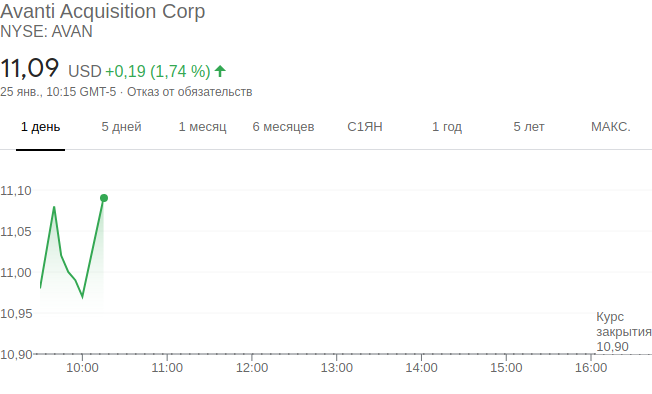 Avanti Acquisition Corp
NYSE: AVAN
11,09 USD +0,19 (1,74 %)
25 янв., 10:15 GMT-5 · Отказ от обязательств
1 день 5 дней 1 месяц 6 месяцев С1ЯН 1 год 5 лет МАКС.
11,10
11,05
11,00
10,95
Курс
закрытия
10,90
10,90
10:00 11:00 12:00 13:00 14:00 15:00 16:00